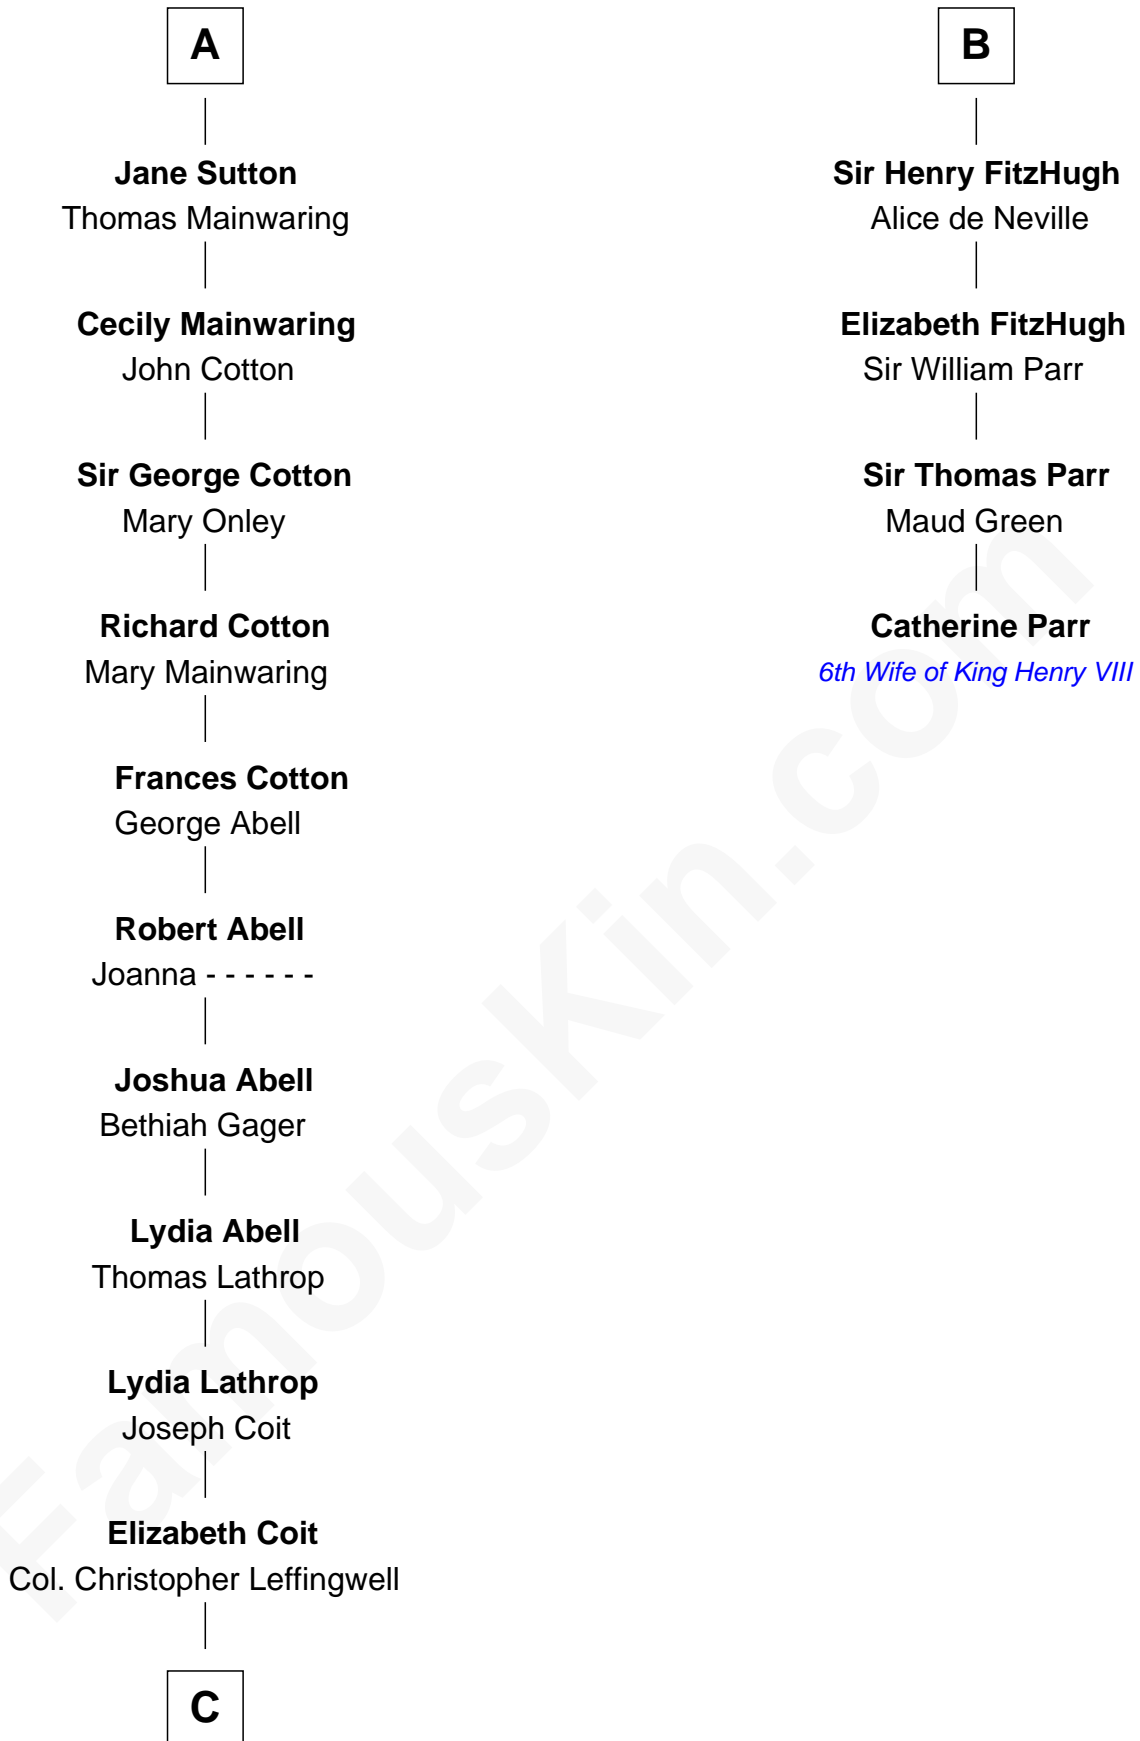 A
Jane Sutton
Thomas Mainwaring
Cecily Mainwaring
John Cotton
Sir George Cotton
Mary Onley
Richard Cotton
Mary Mainwaring
Frances Cotton
George Abell
Robert Abell
Joanna - - - - - -
Joshua Abell
Bethiah Gager
Lydia Abell
Thomas Lathrop
Lydia Lathrop
Joseph Coit
Elizabeth Coit
Col. Christopher Leffingwell
C
B
Sir Henry FitzHugh
Alice de Neville
Elizabeth FitzHugh
Sir William Parr
Sir Thomas Parr
Maud Green
Catherine Parr
6th Wife of King Henry VIII
FamousKin.com